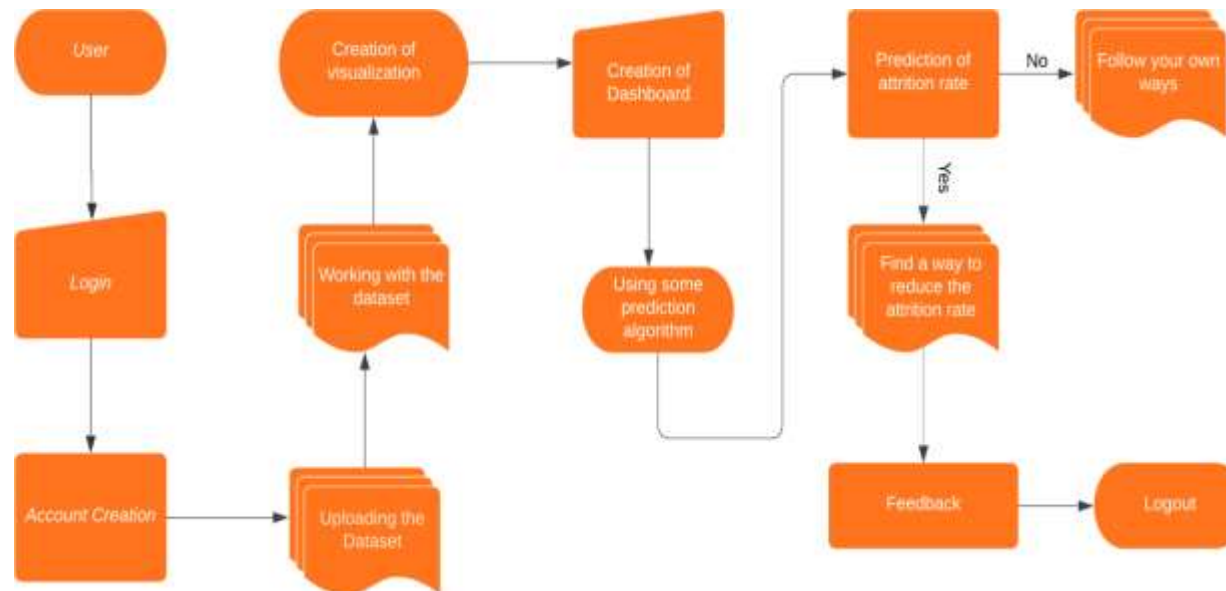 User
Login
Account Creation
Uploading the
Dataset
Working with the
dataset
Creation of
visualization
Creation of
Dashboard
Using some
prediction
algorithm
Prediction of
attrition rate
No
Follow your own
ways
Yes
Find a way to
reduce the
attrition rate
Feedback
Logout